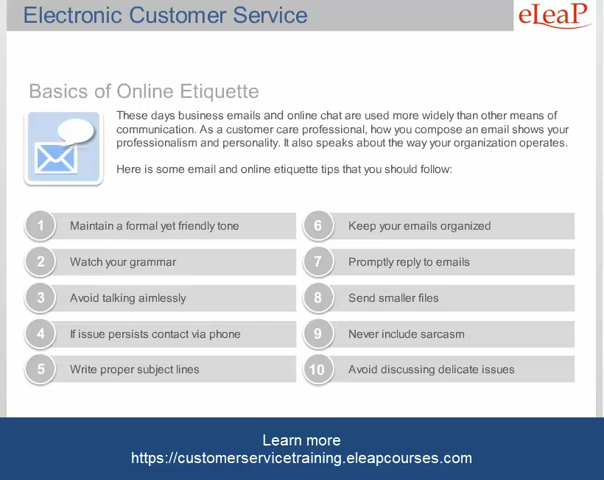 Electronic Customer Service
eLeaP
Basics of Online Etiquette
These days business emails and online chat are used more widely than other means of
communication. As a customer care professional, how you compose an email shows your
professionalism and personality. It also speaks about the way your organization operates.
Here is some email and online etiquette tips that you should follow:
1 Maintain a formal yet friendly tone
2 Watch your grammar
3 Avoid talking aimlessly
4 If issue persists contact via phone
5 Write proper subject lines
6 Keep your emails organized
7 Promptly reply to emails
8 Send smaller files
9 Never include sarcasm
10 Avoid discussing delicate issues
Learn more
https://customerservicetraining.eleapcourses.com